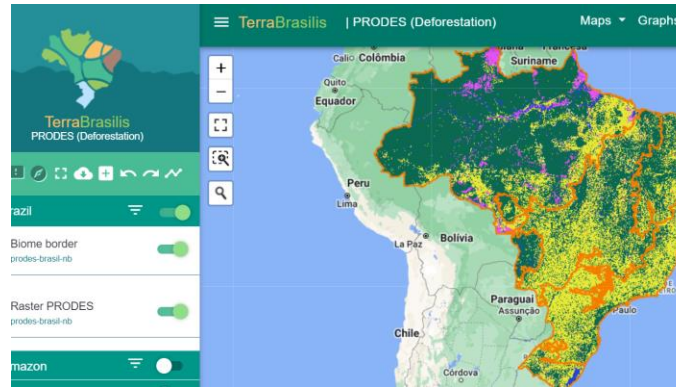 TerraBrasilis | PRODES (Deforestation) Maps Graphs
TerraBrasilis
PRODES (Deforestation)
razil
Biome border
prodes-brasil-nb
Raster PRODES
prodes-brasil-nb
mazon
+
−
Calio Colômbia
Suriname
Quito
Equador
Peru
Lima
La Paz
Bolívia
Paraguai
Assunção
Paulo
Chile
Córdova